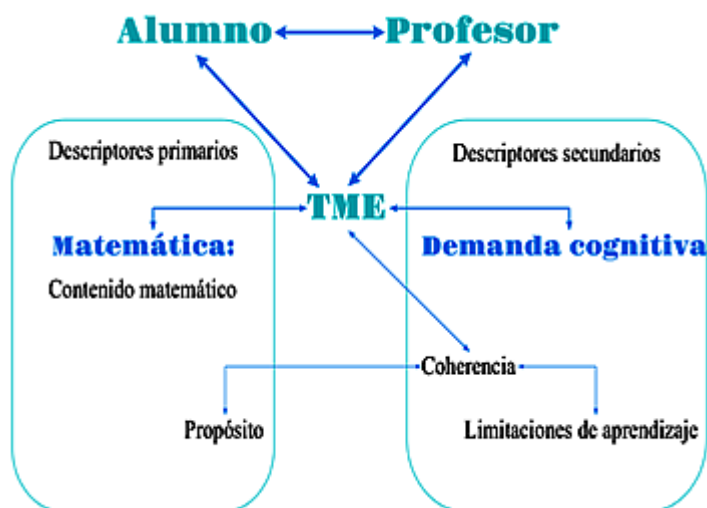 Alumno
Profesor
Descriptores primarios
Descriptores secundarios
TME
Matemática:
Demanda cognitiva
Contenido matemático
Coherencia
Propósito
Limitaciones de aprendizaje